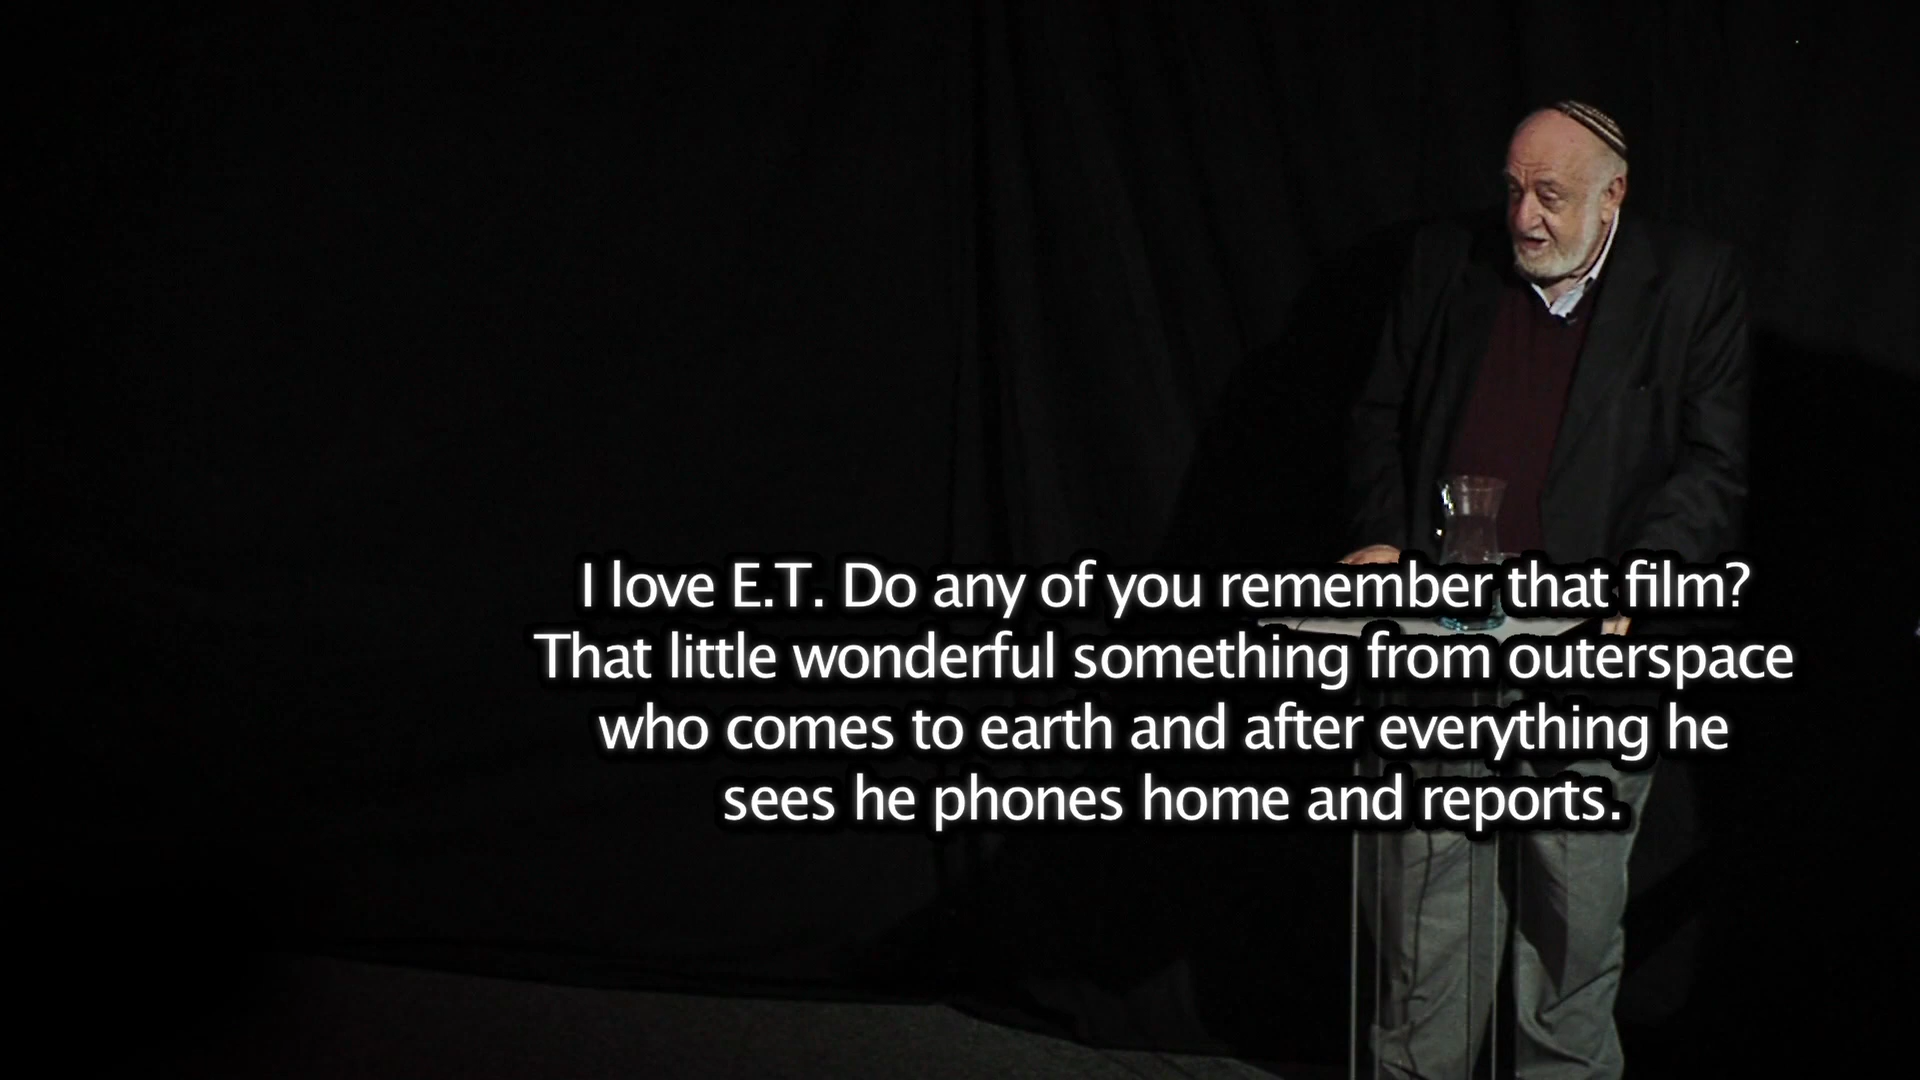 I love E.T. Do any of you remember that film?
That little wonderful something from outerspace
who comes to earth and after everything he
sees he phones home and reports.